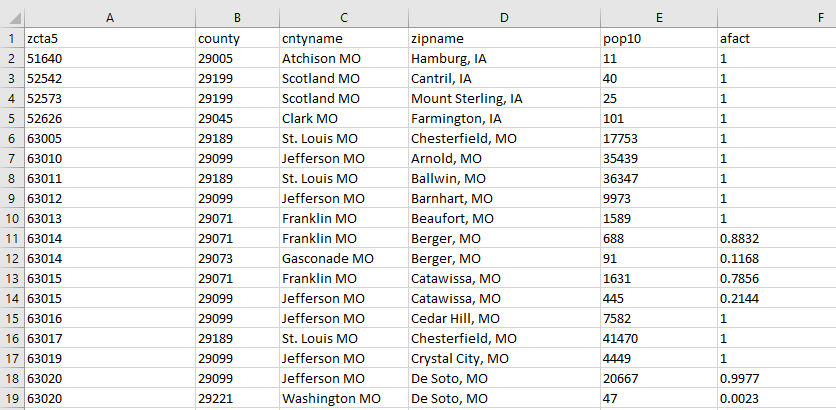 A B C D E F
1 zcta5 county cntyname zipname pop10 afact
2 51640 29005 Atchison MO Hamburg, IA 11 1
3 52542 29199 Scotland MO Cantril, IA 40 1
4 52573 29199 Scotland MO Mount Sterling, IA 25 1
5 52626 29045 Clark MO Farmington, IA 101 1
6 63005 29189 St. Louis MO Chesterfield, MO 17753 1
7 63010 29099 Jefferson MO Arnold, MO 35439 1
8 63011 29189 St. Louis MO Ballwin, MO 36347 1
9 63012 29099 Jefferson MO Barnhart, MO 9973 1
10 63013 29071 Franklin MO Beaufort, MO 1589 1
11 63014 29071 Franklin MO Berger, MO 688 0.8832
12 63014 29073 Gasconade MO Berger, MO 91 0.1168
13 63015 29071 Franklin MO Catawissa, MO 1631 0.7856
14 63015 29099 Jefferson MO Catawissa, MO 445 0.2144
15 63016 29099 Jefferson MO Cedar Hill, MO 7582 1
16 63017 29189 St. Louis MO Chesterfield, MO 41470 1
17 63019 29099 Jefferson MO Crystal City, MO 4449 1
18 63020 29099 Jefferson MO De Soto, MO 20667 0.9977
19 63020 29221 Washington MO De Soto, MO 47 0.0023